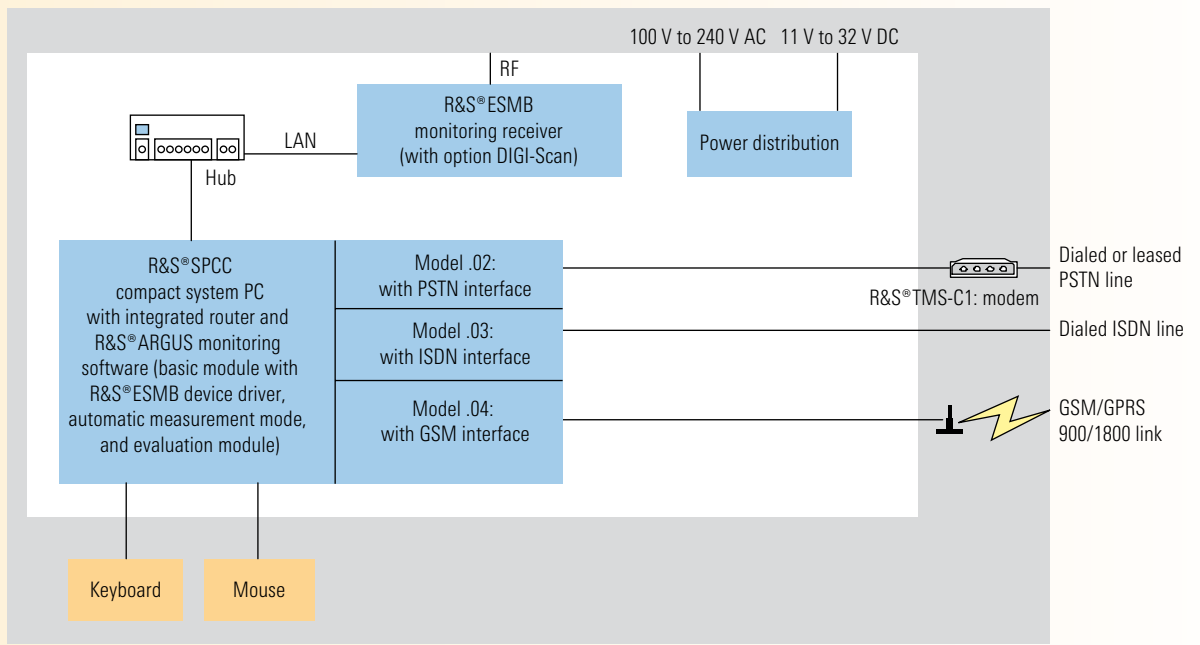 100 V to 240 V AC 11 V to 32 V DC
RF
R&S®ESMB
monitoring receiver
(with option DIGI-Scan)
Power distribution
LAN
Hub
R&S®SPCC
compact system PC
with integrated router and
R&S®ARGUS monitoring
software (basic module with
R&S®ESMB device driver,
automatic measurement mode,
and evaluation module)
Model .02:
with PSTN interface
Model .03:
with ISDN interface
Model .04:
with GSM interface
R&S®TMS-C1: modem
Dialed or leased
PSTN line
Dialed ISDN line
GSM/GPRS
900/1800 link
Keyboard
Mouse